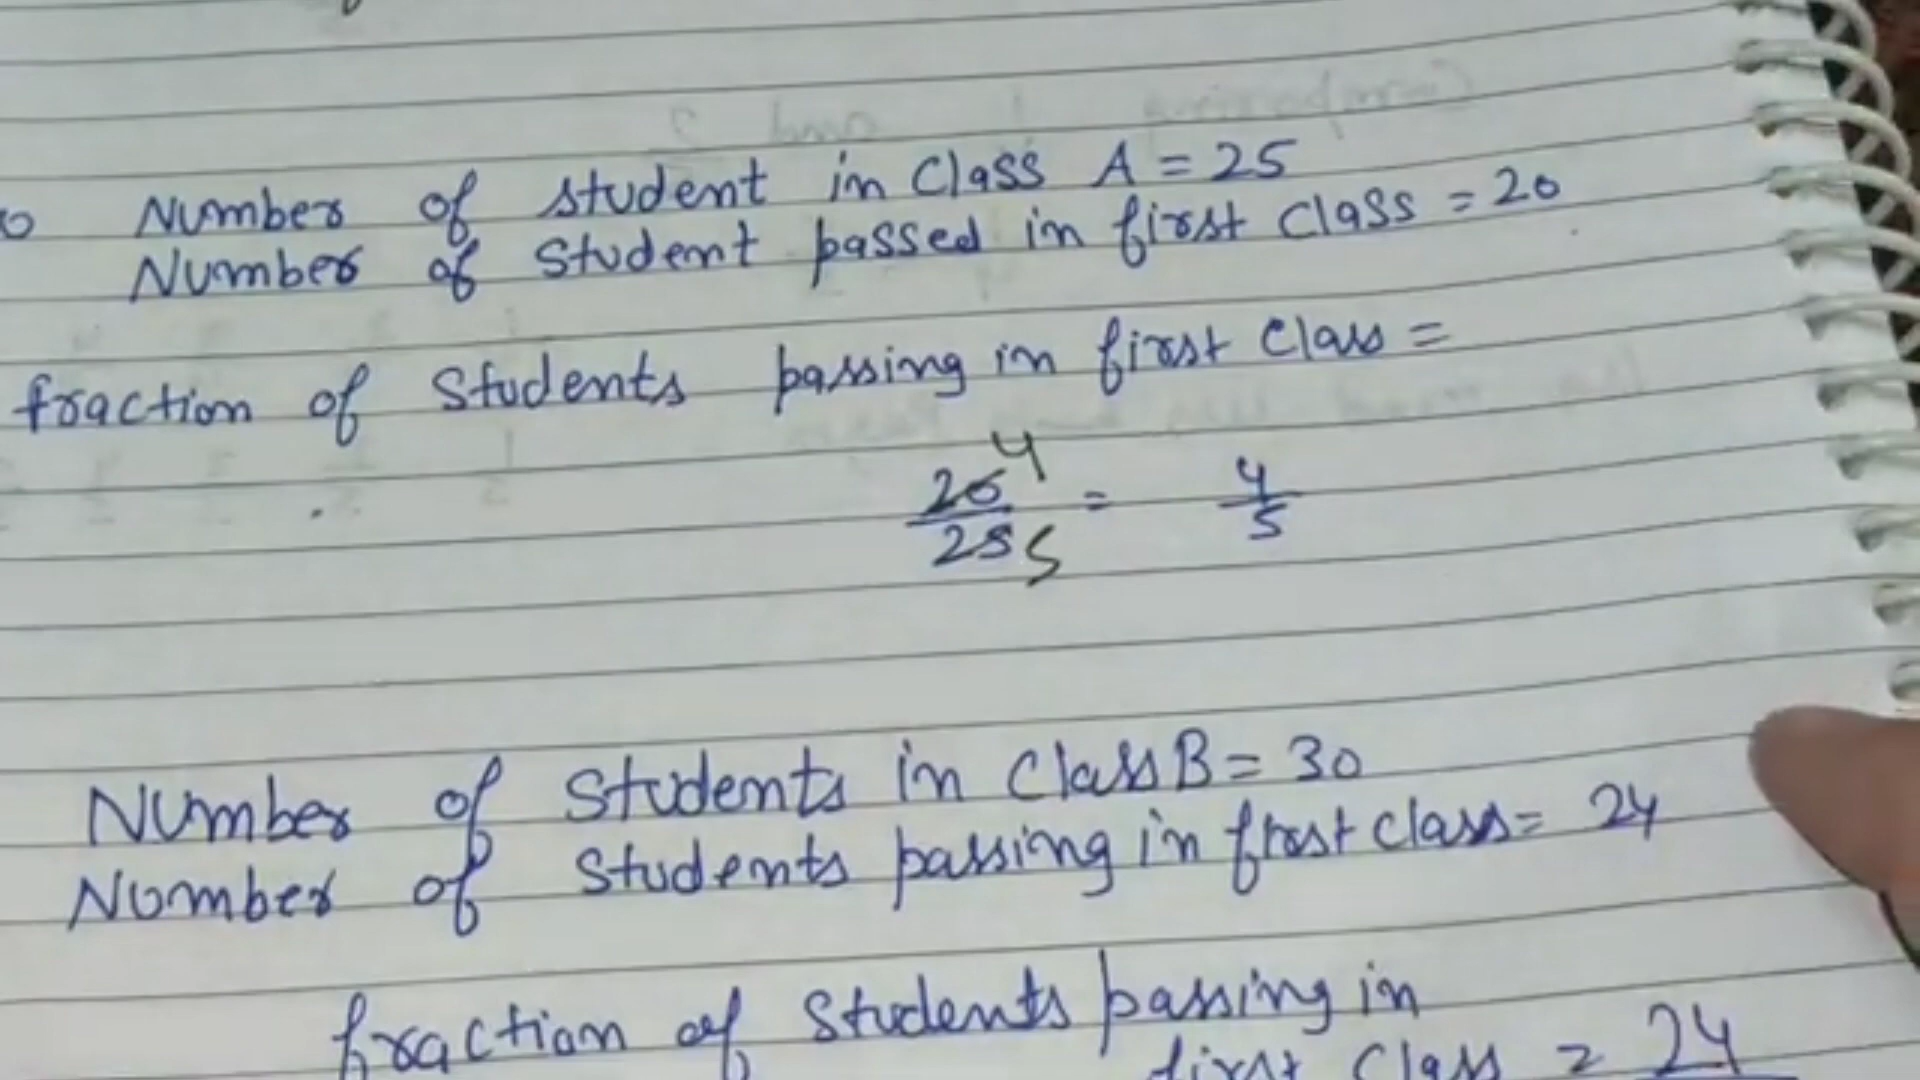 Number of student in Class A = 25
Number of Student passed in first Class = 20
fraction of Students passing in first Class =
20 4
25 5
= 4/5
Number of Students in Class B = 30
Number of Students passing in first class = 24
fraction of Students passing in
first Class = 24